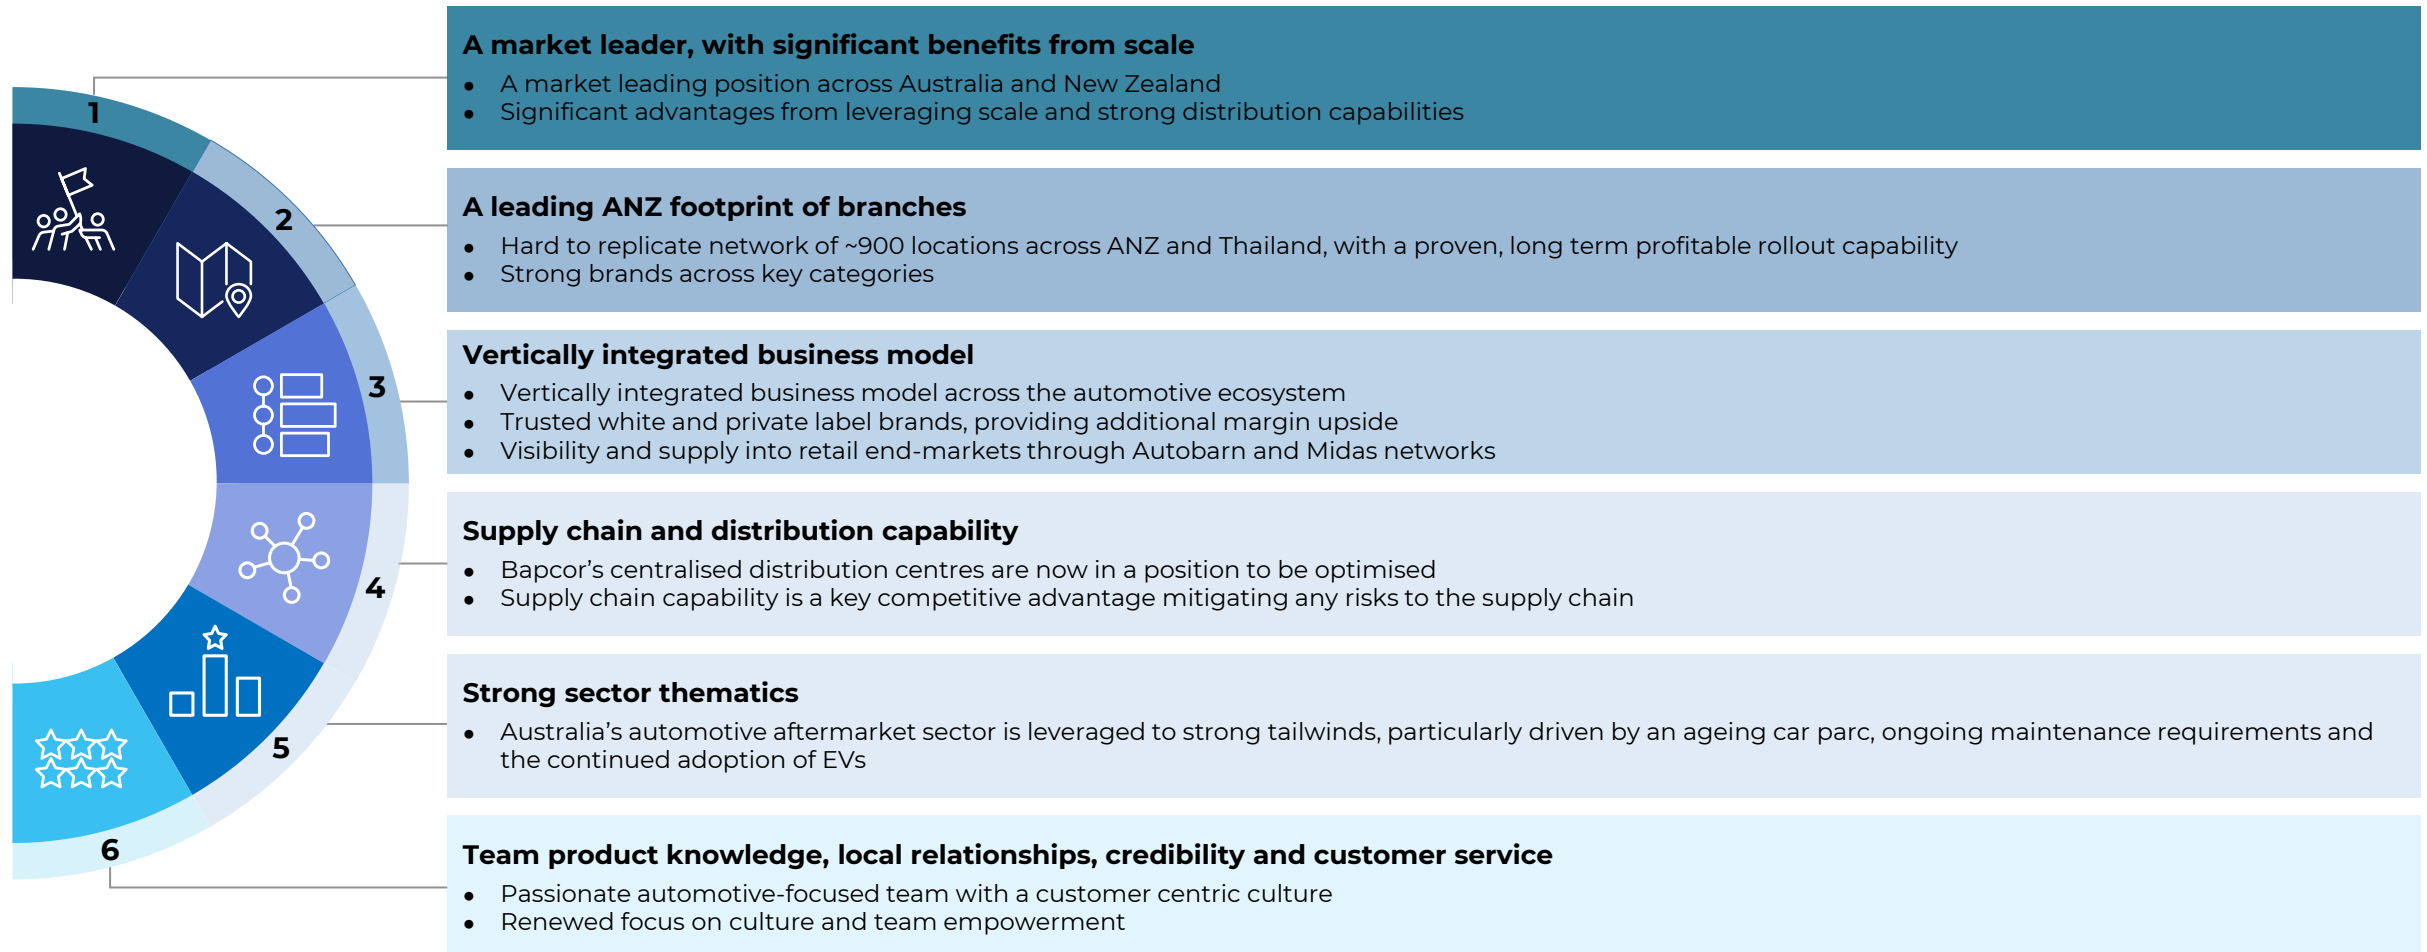 1
A market leader, with significant benefits from scale
• A market leading position across Australia and New Zealand
• Significant advantages from leveraging scale and strong distribution capabilities
2
A leading ANZ footprint of branches
• Hard to replicate network of ~900 locations across ANZ and Thailand, with a proven, long term profitable rollout capability
• Strong brands across key categories
3
Vertically integrated business model
• Vertically integrated business model across the automotive ecosystem
• Trusted white and private label brands, providing additional margin upside
• Visibility and supply into retail end-markets through Autobarn and Midas networks
4
Supply chain and distribution capability
• Bapcor’s centralised distribution centres are now in a position to be optimised
• Supply chain capability is a key competitive advantage mitigating any risks to the supply chain
5
Strong sector thematics
• Australia’s automotive aftermarket sector is leveraged to strong tailwinds, particularly driven by an ageing car parc, ongoing maintenance requirements and
the continued adoption of EVs
6
Team product knowledge, local relationships, credibility and customer service
• Passionate automotive-focused team with a customer centric culture
• Renewed focus on culture and team empowerment